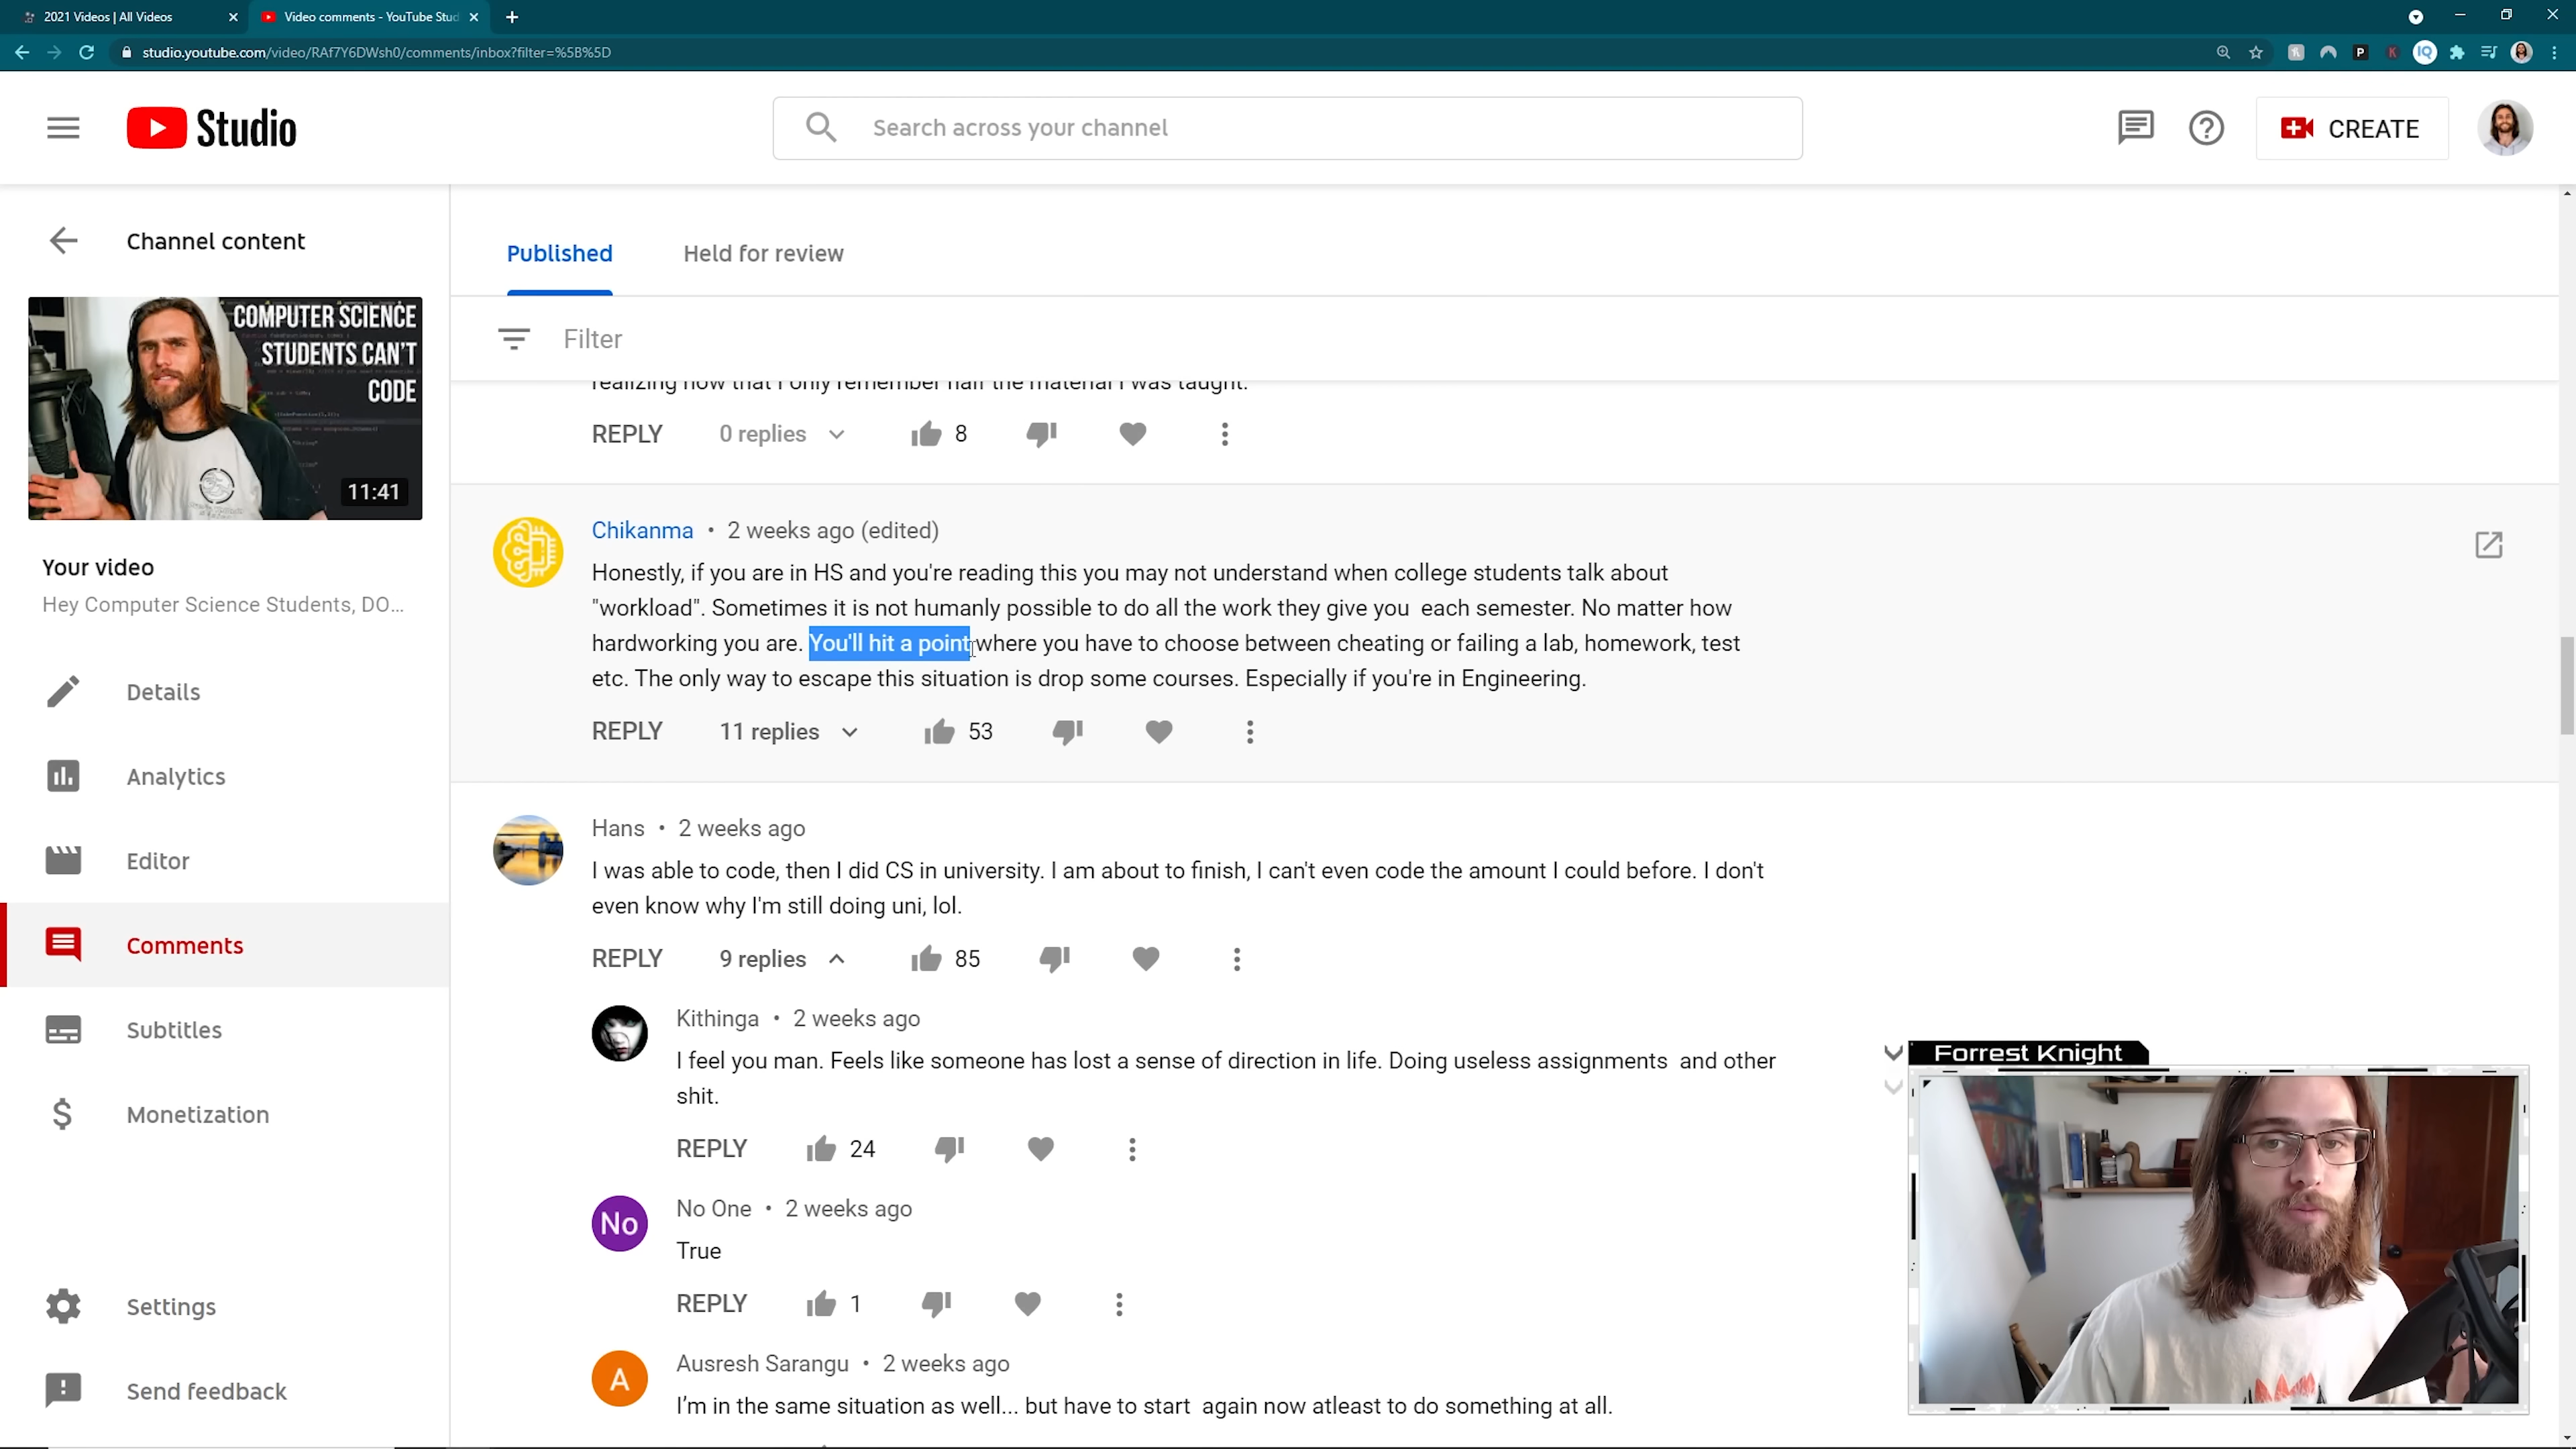 2021 Videos | All Videos
Video comments - YouTube Stud
studio.youtube.com/video/RAf7Y6DWsh0/comments/inbox?filter=%5B%5D
Studio
Search across your channel
CREATE
Channel content
COMPUTER SCIENCE
STUDENTS CAN'T
CODE
11:41
Your video
Hey Computer Science Students, DO...
Details
Analytics
Editor
Comments
Subtitles
Monetization
Settings
Send feedback
Published
Held for review
Filter
realizing now that I only remember half the material I was taught.
REPLY 0 replies 8
Chikanma • 2 weeks ago (edited)
Honestly, if you are in HS and you're reading this you may not understand when college students talk about
"workload". Sometimes it is not humanly possible to do all the work they give you  each semester. No matter how
hardworking you are. You'll hit a point where you have to choose between cheating or failing a lab, homework, test
etc. The only way to escape this situation is drop some courses. Especially if you're in Engineering.
REPLY 11 replies 53
Hans • 2 weeks ago
I was able to code, then I did CS in university. I am about to finish, I can't even code the amount I could before. I don't
even know why I'm still doing uni, lol.
REPLY 9 replies 85
Kithinga • 2 weeks ago
I feel you man. Feels like someone has lost a sense of direction in life. Doing useless assignments  and other
shit.
REPLY 24
No
No One • 2 weeks ago
True
REPLY 1
A
Ausresh Sarangu • 2 weeks ago
I'm in the same situation as well... but have to start  again now atleast to do something at all.
Forrest Knight